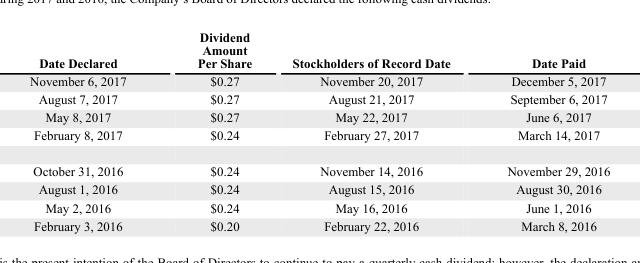 2017 and 2016, the Company's Board of Directors declared the following cash dividends:
Dividend
Amount
Date Declared Per Share Stockholders of Record Date Date Paid
November 6, 2017 $0.27 November 20, 2017 December 5, 2017
August 7, 2017 $0.27 August 21, 2017 September 6, 2017
May 8, 2017 $0.27 May 22, 2017 June 6, 2017
February 8, 2017 $0.24 February 27, 2017 March 14, 2017
October 31, 2016 $0.24 November 14, 2016 November 29, 2016
August 1, 2016 $0.24 August 15, 2016 August 30, 2016
May 2, 2016 $0.24 May 16, 2016 June 1, 2016
February 3, 2016 $0.20 February 22, 2016 March 8, 2016
is the present intention of the Board of Directors to continue to pay a quarterly cash dividend; however, the declaration